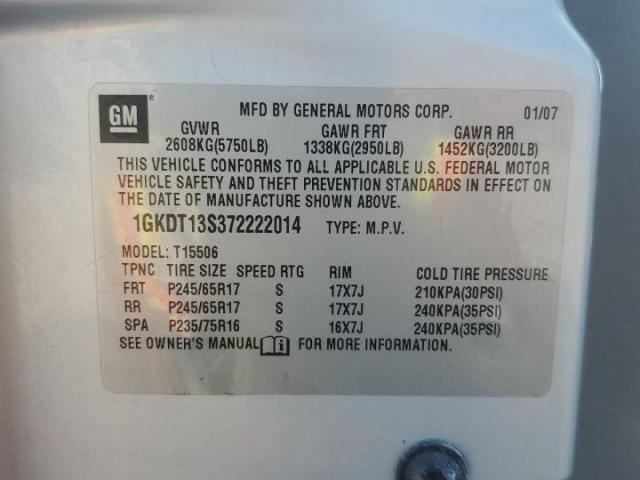 GM ®
MFD BY GENERAL MOTORS CORP. 01/07
GVWR GAWR FRT GAWR RR
2608KG(5750LB) 1338KG(2950LB) 1452KG(3200LB)
THIS VEHICLE CONFORMS TO ALL APPLICABLE U.S. FEDERAL MOTOR
VEHICLE SAFETY AND THEFT PREVENTION STANDARDS IN EFFECT ON
THE DATE OF MANUFACTURE SHOWN ABOVE.
1GKDT13S372222014 TYPE: M.P.V.
MODEL: T15506
TPNC TIRE SIZE SPEED RTG RIM COLD TIRE PRESSURE
FRT P245/65R17 S 17X7J 210KPA(30PSI)
RR P245/65R17 S 17X7J 240KPA(35PSI)
SPA P235/75R16 S 16X7J 240KPA(35PSI)
SEE OWNER'S MANUAL FOR MORE INFORMATION.